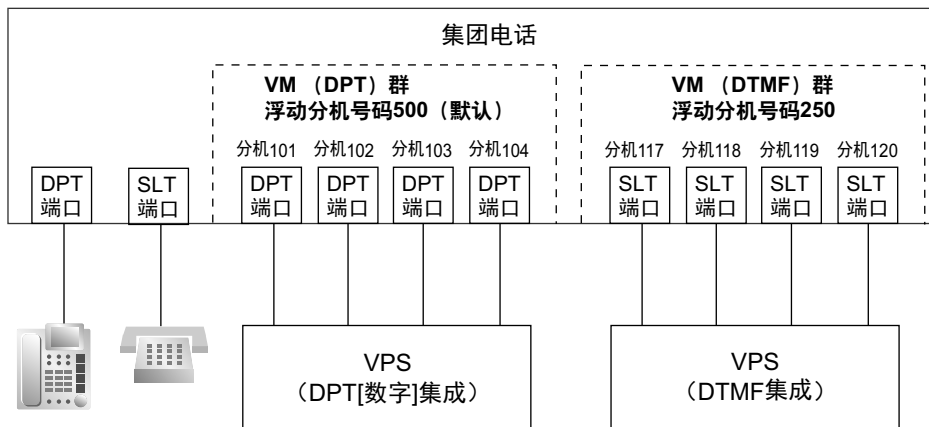 集团电话
VM （DPT）群
浮动分机号码500（默认）
VM （DTMF）群
浮动分机号码250
分机101 分机102 分机103 分机104
分机117 分机118 分机119 分机120
DPT
端口
SLT
端口
DPT
端口
DPT
端口
DPT
端口
DPT
端口
SLT
端口
SLT
端口
SLT
端口
SLT
端口
VPS
（DPT[数字]集成）
VPS
（DTMF集成）